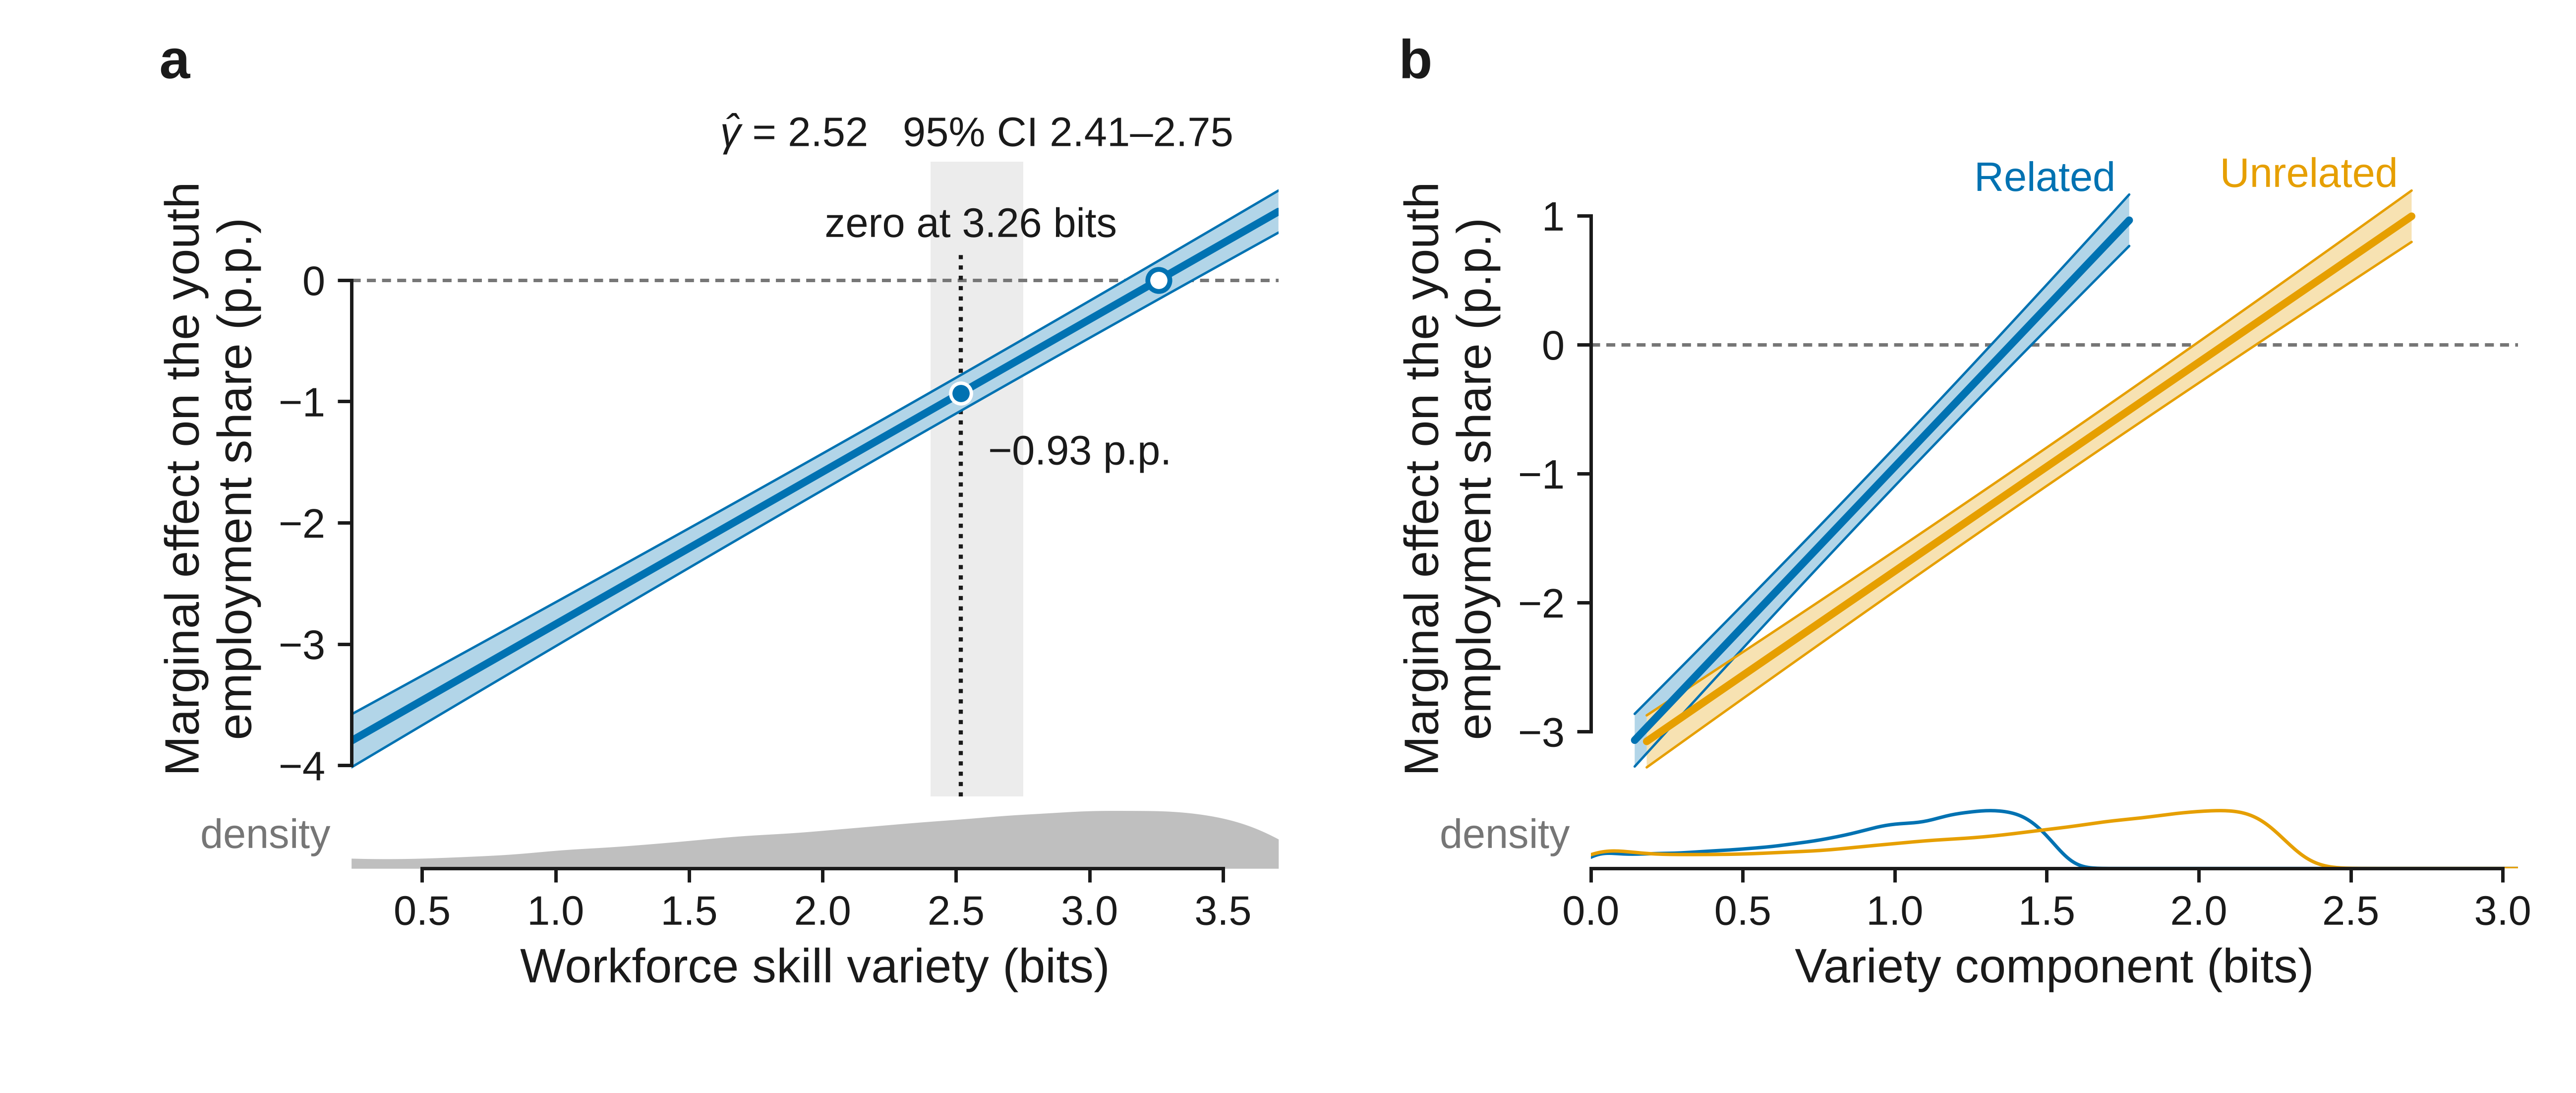 a
ŷ = 2.52 95% CI 2.41–2.75
zero at 3.26 bits
−0.93 p.p.
Marginal effect on the youth
employment share (p.p.)
0
−1
−2
−3
−4
density
0.5 1.0 1.5 2.0 2.5 3.0 3.5
Workforce skill variety (bits)
b
Related Unrelated
Marginal effect on the youth
employment share (p.p.)
1
0
−1
−2
−3
density
0.0 0.5 1.0 1.5 2.0 2.5 3.0
Variety component (bits)